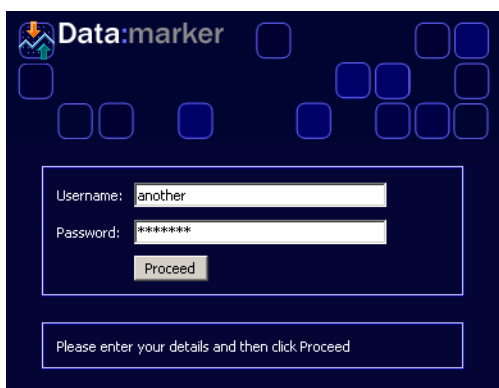 Data:marker
Username: another
Password: *******
Proceed
Please enter your details and then click Proceed